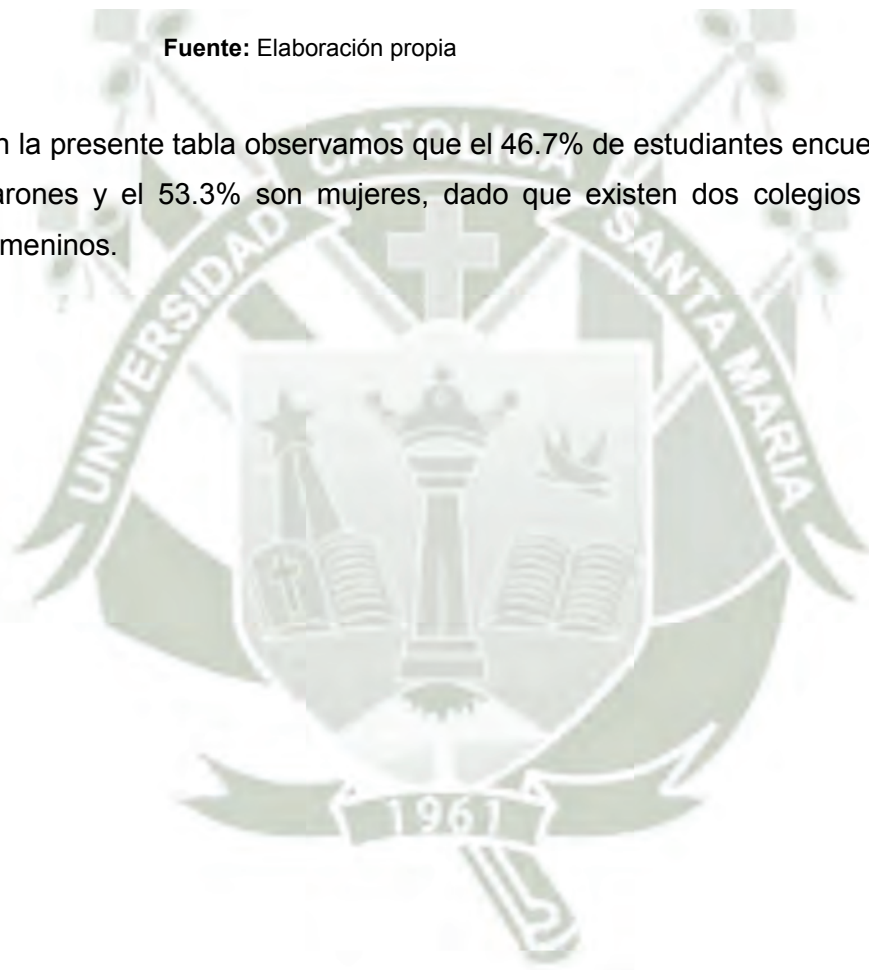 Fuente: Elaboración propia
n la presente tabla observamos que el 46.7% de estudiantes encue
arones y el 53.3% son mujeres, dado que existen dos colegios
meninos.
UNIVERSIDAD CATOLICA SANTA MARIA
1961